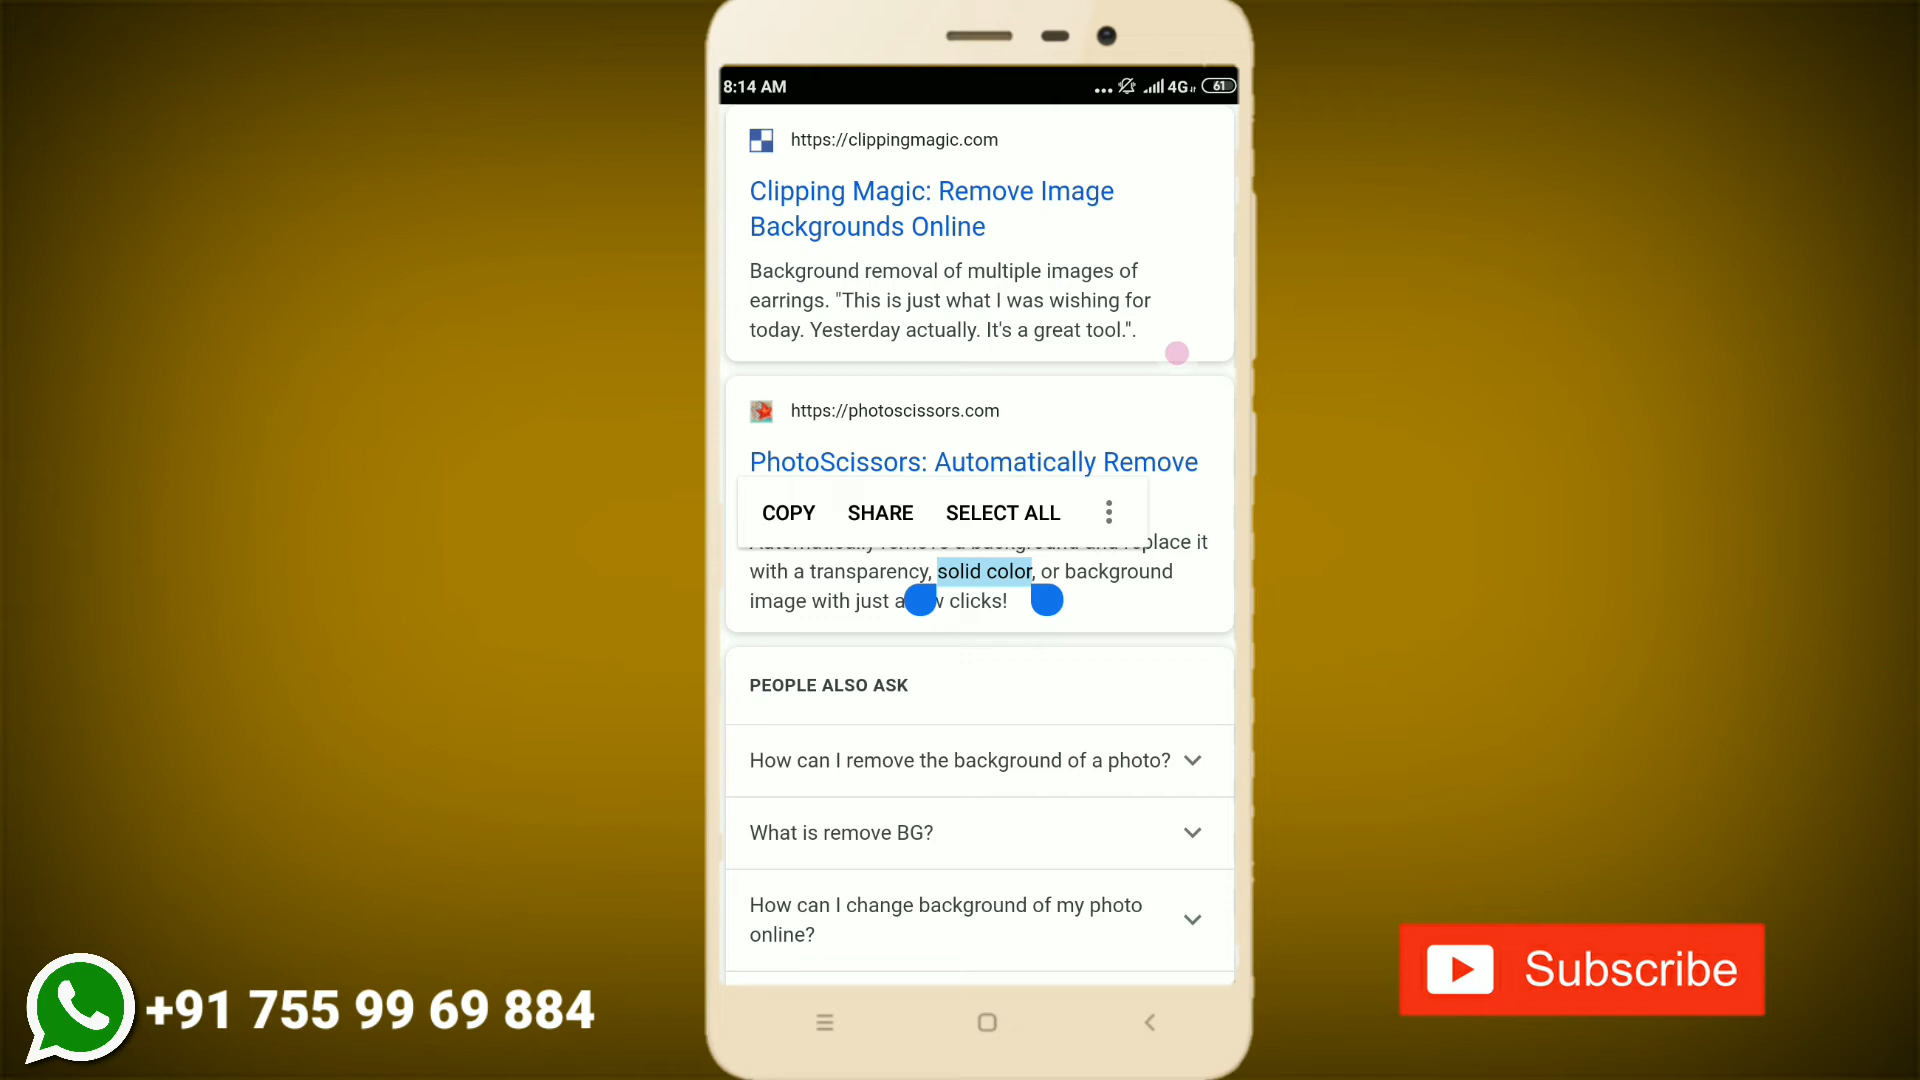 8:14 AM
4G
61
https://clippingmagic.com
Clipping Magic: Remove Image
Backgrounds Online
Background removal of multiple images of
earrings. "This is just what I was wishing for
today. Yesterday actually. It's a great tool.".
https://photoscissors.com
PhotoScissors: Automatically Remove
COPY SHARE SELECT ALL
place it
with a transparency, solid color, or background
image with just a clicks!
PEOPLE ALSO ASK
How can I remove the background of a photo?
What is remove BG?
How can I change background of my photo
online?
+91 755 99 69 884
Subscribe